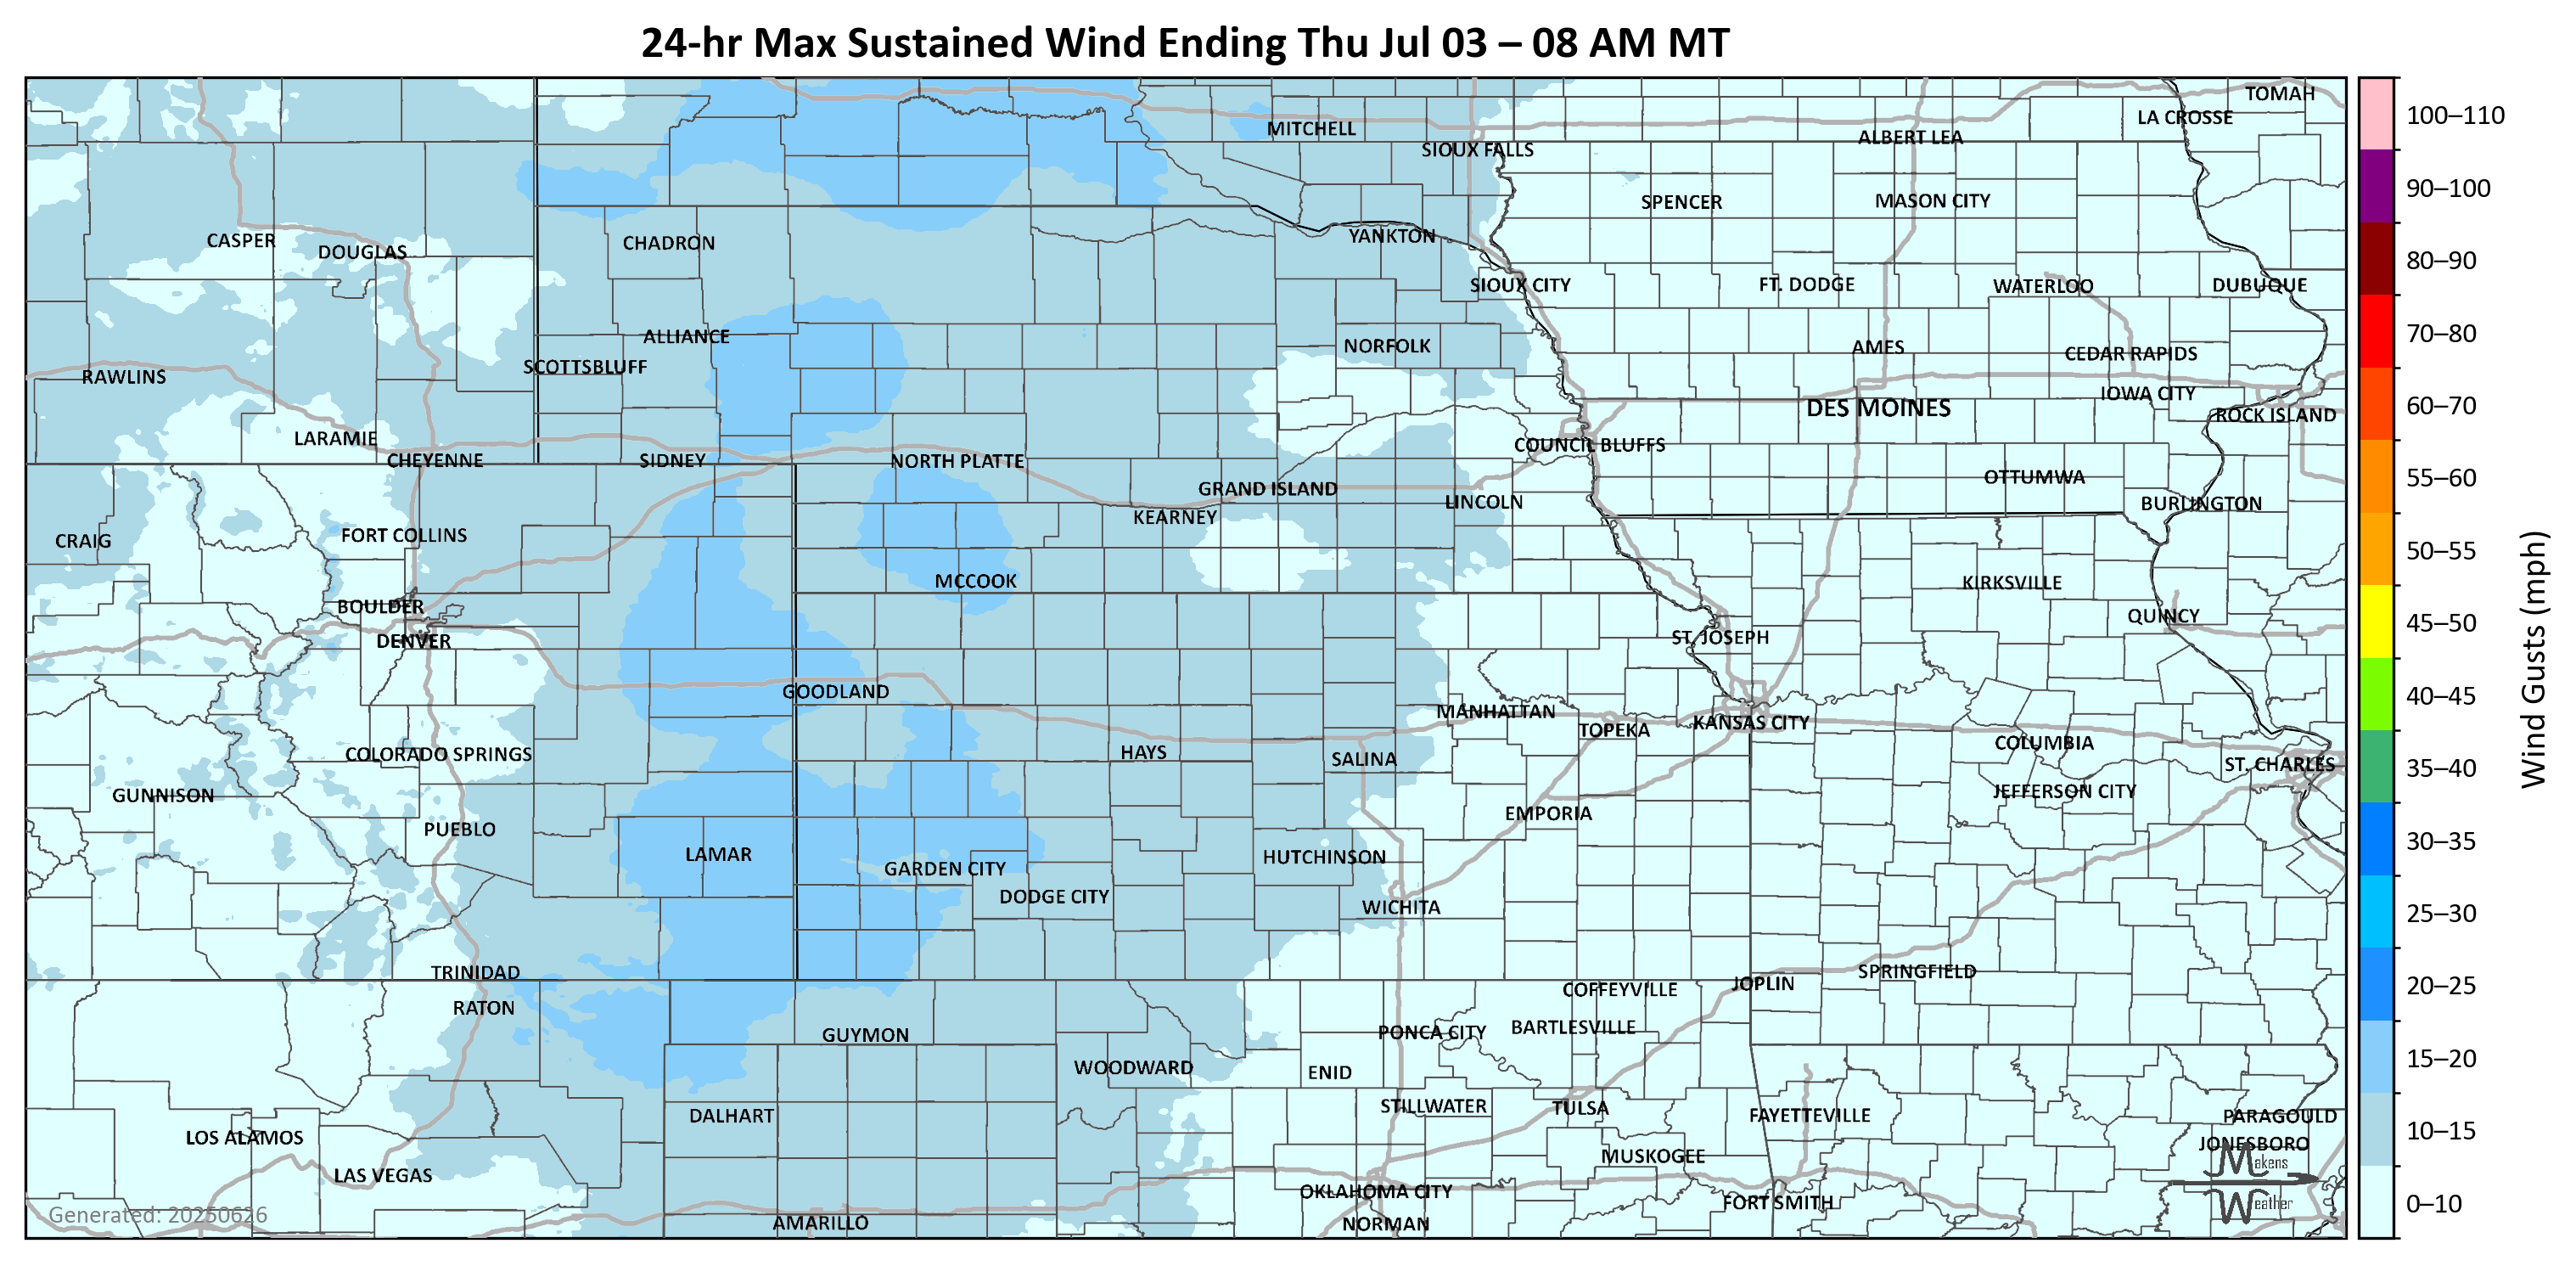 24-hr Max Sustained Wind Ending Thu Jul 03 – 08 AM MT
TOMAH
LA CROSSE
MITCHELL
ALBERT LEA
SIOUX FALLS
SPENCER
MASON CITY
CASPER
DOUGLAS
CHADRON
YANKTON
SIOUX CITY
FT. DODGE
WATERLOO
DUBUQUE
ALLIANCE
NORFOLK
AMES
CEDAR RAPIDS
SCOTTSBLUFF
RAWLINS
IOWA CITY
DES MOINES
ROCK ISLAND
LARAMIE
COUNCIL BLUFFS
CHEYENNE
SIDNEY
NORTH PLATTE
OTTUMWA
GRAND ISLAND
LINCOLN
BURLINGTON
KEARNEY
FORT COLLINS
CRAIG
MCCOOK
KIRKSVILLE
BOULDER
QUINCY
DENVER
ST. JOSEPH
GOODLAND
MANHATTAN
KANSAS CITY
TOPEKA
COLUMBIA
COLORADO SPRINGS
HAYS
SALINA
ST. CHARLES
GUNNISON
JEFFERSON CITY
EMPORIA
PUEBLO
LAMAR
HUTCHINSON
GARDEN CITY
DODGE CITY
WICHITA
TRINIDAD
SPRINGFIELD
JOPLIN
COFFEYVILLE
RATON
BARTLESVILLE
PONCA CITY
GUYMON
WOODWARD
ENID
STILLWATER
TULSA
DALHART
FAYETTEVILLE
PARAGOULD
LOS ALAMOS
JONESBORO
MUSKOGEE
LAS VEGAS
OKLAHOMA CITY
FORT SMITH
AMARILLO
NORMAN
Makens
Weather
Generated: 20250626
100–110
90–100
80–90
70–80
60–70
55–60
50–55
45–50
40–45
35–40
30–35
25–30
20–25
15–20
10–15
0–10
Wind Gusts (mph)